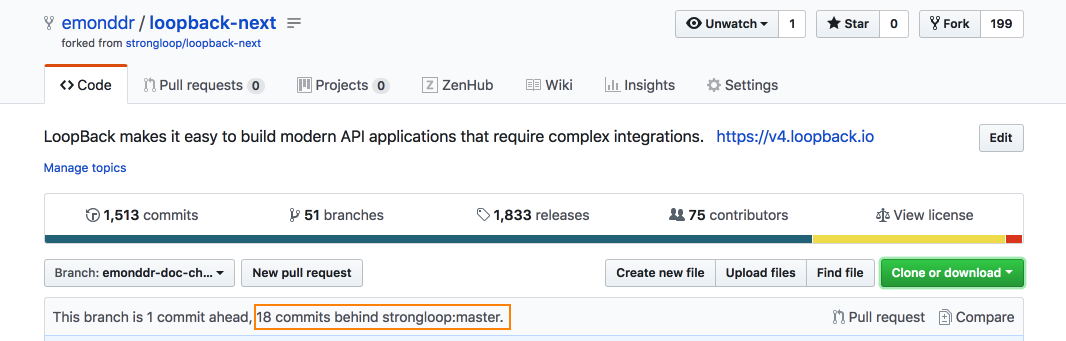 emonddr / loopback-next
Unwatch 1 Star 0 Fork 199
forked from strongloop/loopback-next
Code Pull requests 0 Projects 0 ZenHub Wiki Insights Settings
LoopBack makes it easy to build modern API applications that require complex integrations. https://v4.loopback.io Edit
Manage topics
1,513 commits 51 branches 1,833 releases 75 contributors View license
Branch: emonddr-doc-ch... New pull request Create new file Upload files Find file Clone or download
This branch is 1 commit ahead, 18 commits behind strongloop:master. Pull request Compare